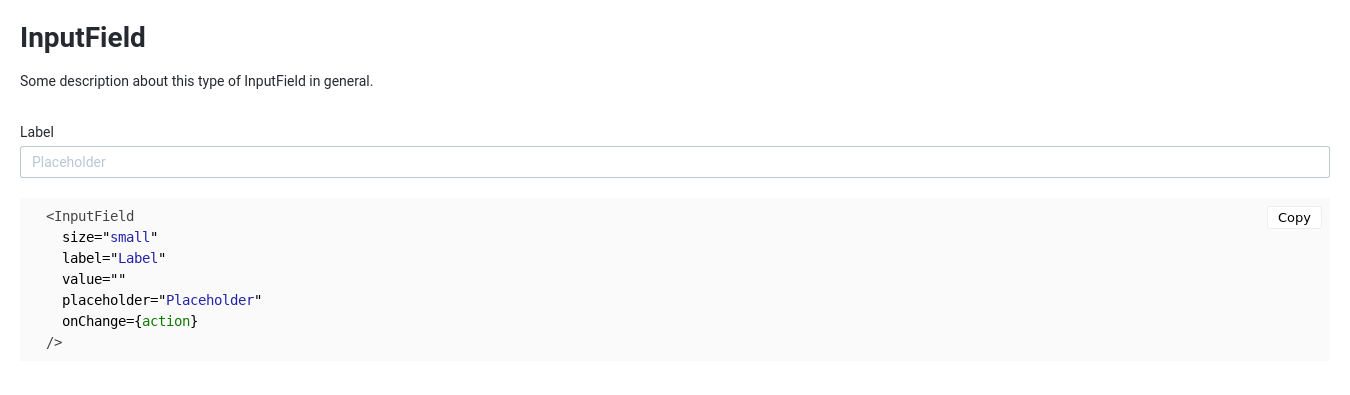 InputField
Some description about this type of InputField in general.
Label
Placeholder
<InputField
Copy
size="small"
label="Label"
value=""
placeholder="Placeholder"
onChange={action}
/>